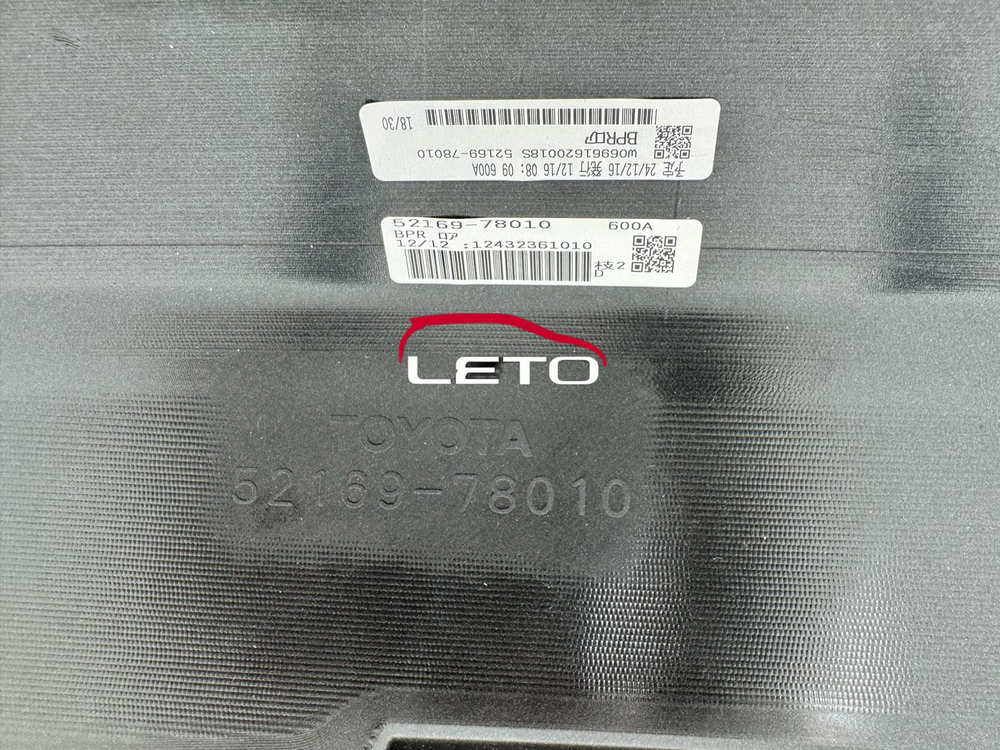 予定 24/12/16 発行 12/16 08: 09 600A
W06961620018S 52169-78010
BPRロア
18/30
52169-78010 600A
BPR ロア
12/12 :12432361010
枝2
D
LETO
TOYOTA
52169-78010